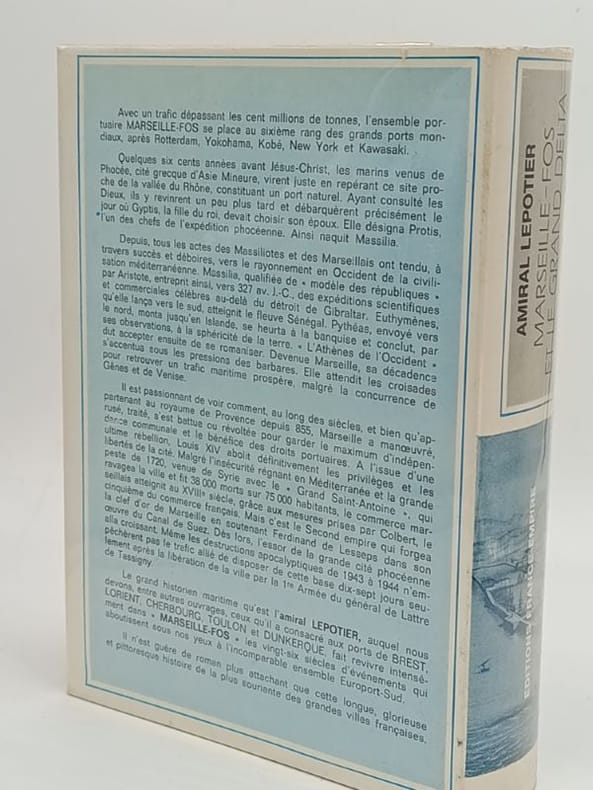 Avec un trafic dépassant les cent millions de tonnes, l'ensemble por-
tuaire MARSEILLE-FOS se place au sixième rang des grands ports mon-
diaux, après Rotterdam, Yokohama, Kobé, New York et Kawasaki.
Quelques six cents années avant Jésus-Christ, les marins venus de
Phocée, cité grecque d'Asie Mineure, virent juste en repérant ce site pro-
che de la vallée du Rhône, constituant un port naturel. Ayant consulté les
Dieux, ils y revinrent un peu plus tard et débarquèrent précisément le
jour où Gyptis, la fille du roi, devait choisir son époux. Elle désigna Protis,
l'un des chefs de l'expédition phocéenne. Ainsi naquit Massilia.
Depuis, tous les actes des Massiliotes et des Marseillais ont tendu, à
travers succès et déboires, vers le rayonnement en Occident de la civili-
sation méditerranéenne. Massilia, qualifiée de « modèle des républiques »
par Aristote, entreprit ainsi, vers 327 av. J.-C., des expéditions scientifiques
et commerciales célèbres au-delà du détroit de Gibraltar. Euthymènes,
qu'elle lança vers le sud, atteignit le fleuve Sénégal. Pythéas, envoyé vers
le nord, monta jusqu'en Islande, se heurta à la banquise et conclut, par
ses observations, à la sphéricité de la terre. « L'Athènes de l'Occident »
dut accepter ensuite de se romaniser. Devenue Marseille, sa décadence
s'accentua sous les pressions des barbares. Elle attendit les croisades
pour retrouver un trafic maritime prospère, malgré la concurrence de
Gênes et de Venise.
Il est passionnant de voir comment, au long des siècles, et bien qu'ap-
partenant au royaume de Provence depuis 855, Marseille a manœuvré,
rusé, traité, s'est battue ou révoltée pour garder le maximum d'indépen-
dance communale et le bénéfice des droits portuaires. A l'issue d'une
ultime rebellion, Louis XIV abolit définitivement les privilèges et les
libertés de la cité. Malgré l'insécurité régnant en Méditerranée et la grande
peste de 1720, venue de Syrie avec le « Grand Saint-Antoine », qui
ravagea la ville et fit 38 000 morts sur 75 000 habitants, le commerce mar-
seillais atteignit au XVIIIe siècle, grâce aux mesures prises par Colbert, le
cinquième du commerce français. Mais c'est le Second empire qui forgea
la clef d'or de Marseille en soutenant Ferdinand de Lesseps dans son
œuvre du Canal de Suez. Dès lors, l'essor de la grande cité phocéenne
alla croissant. Même les destructions apocalyptiques de 1943 à 1944 n'em-
pêchèrent pas le trafic allié de disposer de cette base dix-sept jours seu-
lement après la libération de la ville par la 1re Armée du général de Lattre
de Tassigny.
Le grand historien maritime qu'est l'amiral LEPOTIER, auquel nous
devons, entre autres ouvrages, ceux qu'il a consacré aux ports de BREST,
LORIENT, CHERBOURG, TOULON et DUNKERQUE, fait revivre intensé-
ment dans « MARSEILLE-FOS » les vingt-six siècles d'événements qui
aboutissent sous nos yeux à l'incomparable ensemble Europort-Sud.
Il n'est guère de roman plus attachant que cette longue, glorieuse
et pittoresque histoire de la plus souriante des grandes villes françaises.
AMIRAL LEPOTIER
MARSEILLE-FOS
ET LE GRAND DELTA
EDITIONS FRANCE-EMPIRE